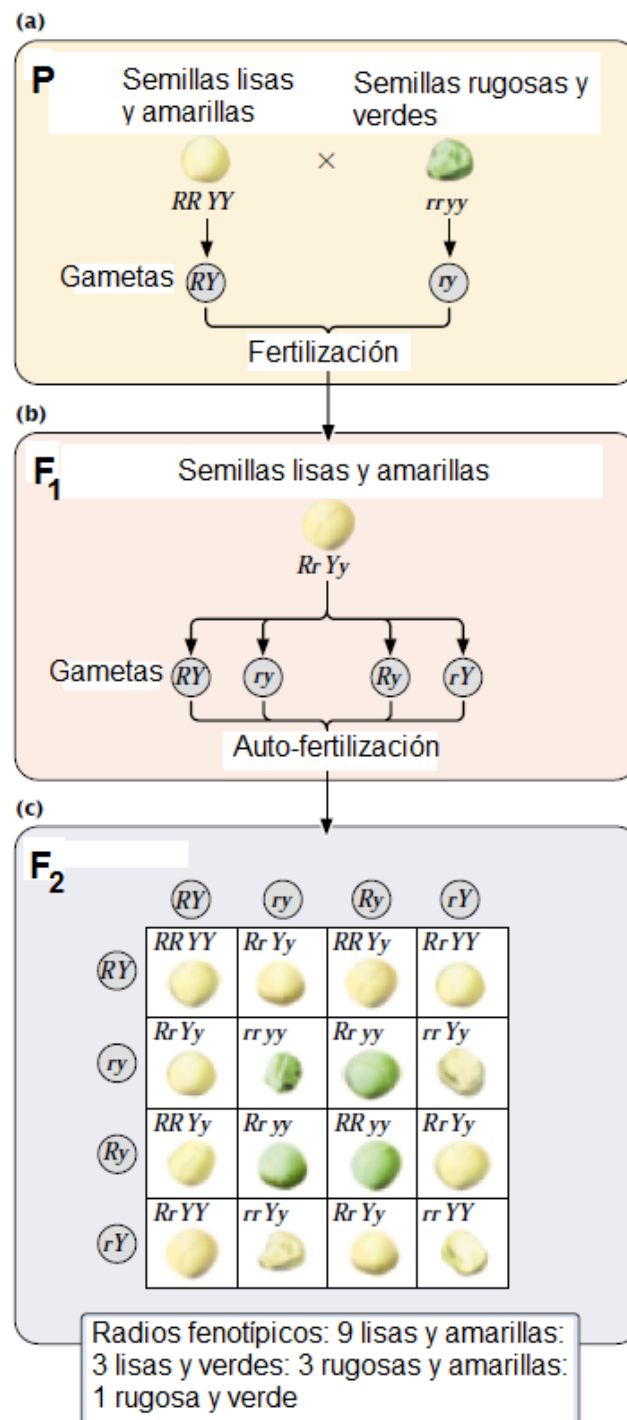 (a)
P
Semillas lisas
y amarillas
Semillas rugosas y
verdes
×
RR YY
rr yy
Gametas
RY
ry
Fertilización
(b)
F1
Semillas lisas y amarillas
Rr Yy
Gametas
RY
ry
Ry
rY
Auto-fertilización
(c)
F2
RY
ry
Ry
rY
RY
RR YY
Rr Yy
RR Yy
Rr YY
ry
Rr Yy
rr yy
Rr yy
rr Yy
Ry
RR Yy
Rr yy
RR yy
Rr Yy
rY
Rr YY
rr Yy
Rr Yy
rr YY
Radios fenotípicos: 9 lisas y amarillas:
3 lisas y verdes: 3 rugosas y amarillas:
1 rugosa y verde